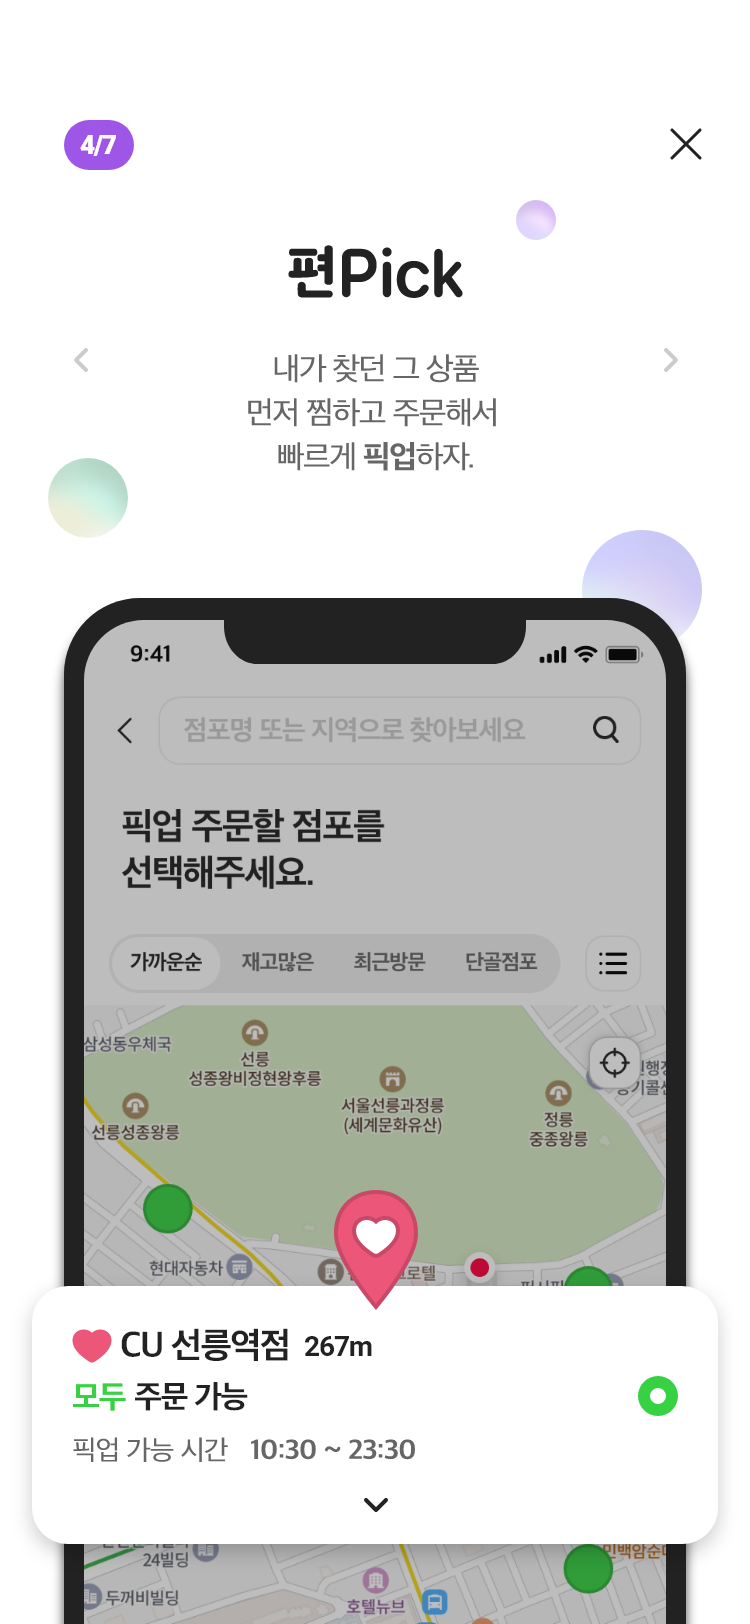 4/7
편Pick
내가 찾던 그 상품
먼저 찜하고 주문해서
빠르게 픽업하자.
9:41
점포명 또는 지역으로 찾아보세요
픽업 주문할 점포를
선택해주세요.
가까운순 재고많은 최근방문 단골점포
삼성동우체국
선릉
성종왕비정현왕후릉
서울선릉과정릉
(세계문화유산)
정릉
중종왕릉
선릉성종왕릉
현대자동차
CU 선릉역점 267m
모두 주문 가능
픽업 가능 시간 10:30 ~ 23:30
24빌딩
두꺼비빌딩
호텔뉴브